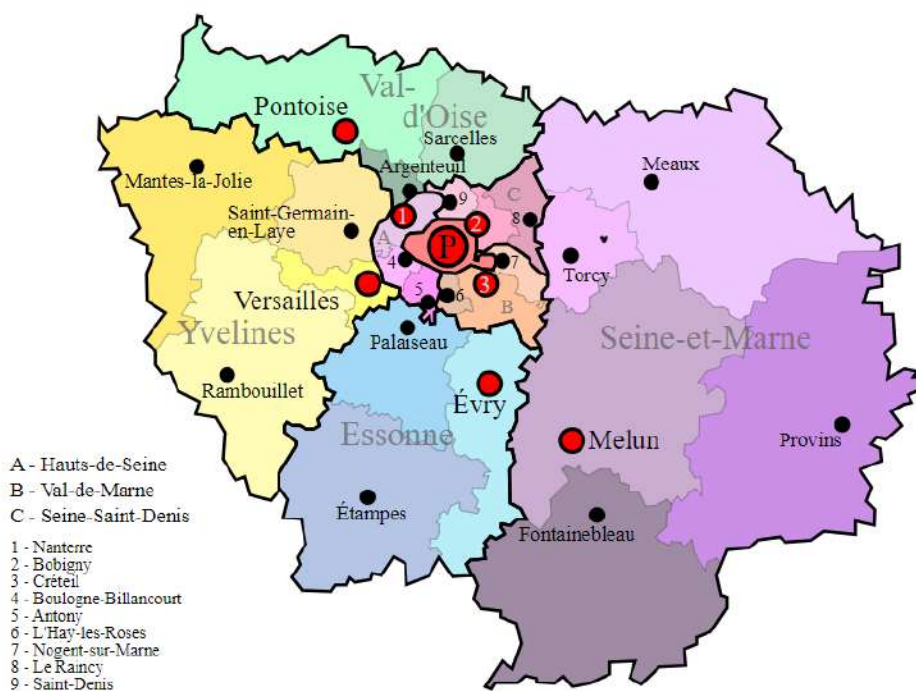 Pontoise
Val-
d'Oise
Sarcelles
Mantes-la-Jolie
Argenteuil
Meaux
Saint-Germain-
en-Laye
1
9
2
C
8
A
P
4
7
Torcy
Versailles
3
5
6
B
Yvelines
Palaiseau
Seine-et-Marne
Rambouillet
Évry
Essonne
Melun
Provins
Étampes
Fontainebleau
A - Hauts-de-Seine
B - Val-de-Marne
C - Seine-Saint-Denis
1 - Nanterre
2 - Bobigny
3 - Créteil
4 - Boulogne-Billancourt
5 - Antony
6 - L'Hay-les-Roses
7 - Nogent-sur-Marne
8 - Le Raincy
9 - Saint-Denis